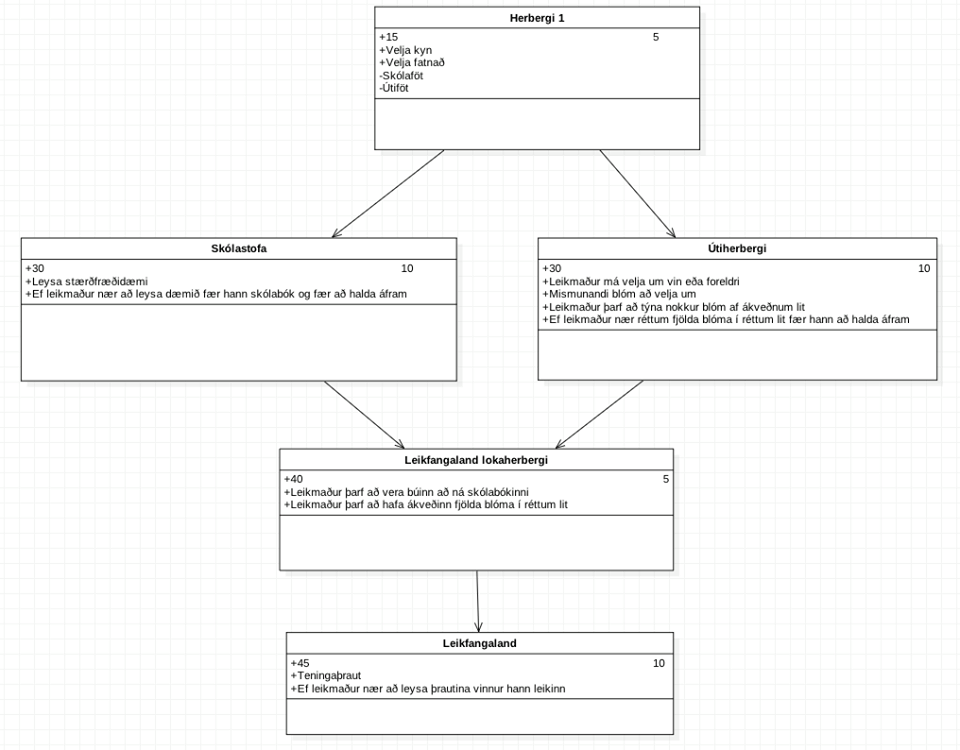 Herbergi 1
+15 5
+Velja kyn
+Velja fatnað
-Skólaföt
-Útiföt
Skólastofa
+30 10
+Leysa stærðfræðidæmi
+Ef leikmaður nær að leysa dæmið fær hann skólabók og fær að halda áfram
Útiherbergi
+30 10
+Leikmaður má velja um vin eða foreldri
+Mismunandi blóm að velja um
+Leikmaður þarf að týna nokkur blóm af ákveðnum lit
+Ef leikmaður nær réttum fjölda blóma í réttum lit fær hann að halda áfram
Leikfangaland lokaherbergi
+40 5
+Leikmaður þarf að vera búinn að ná skólabókinni
+Leikmaður þarf að hafa ákveðinn fjölda blóma í réttum lit
Leikfangaland
+45 10
+Teningaþraut
+Ef leikmaður nær að leysa þrautina vinnur hann leikinn